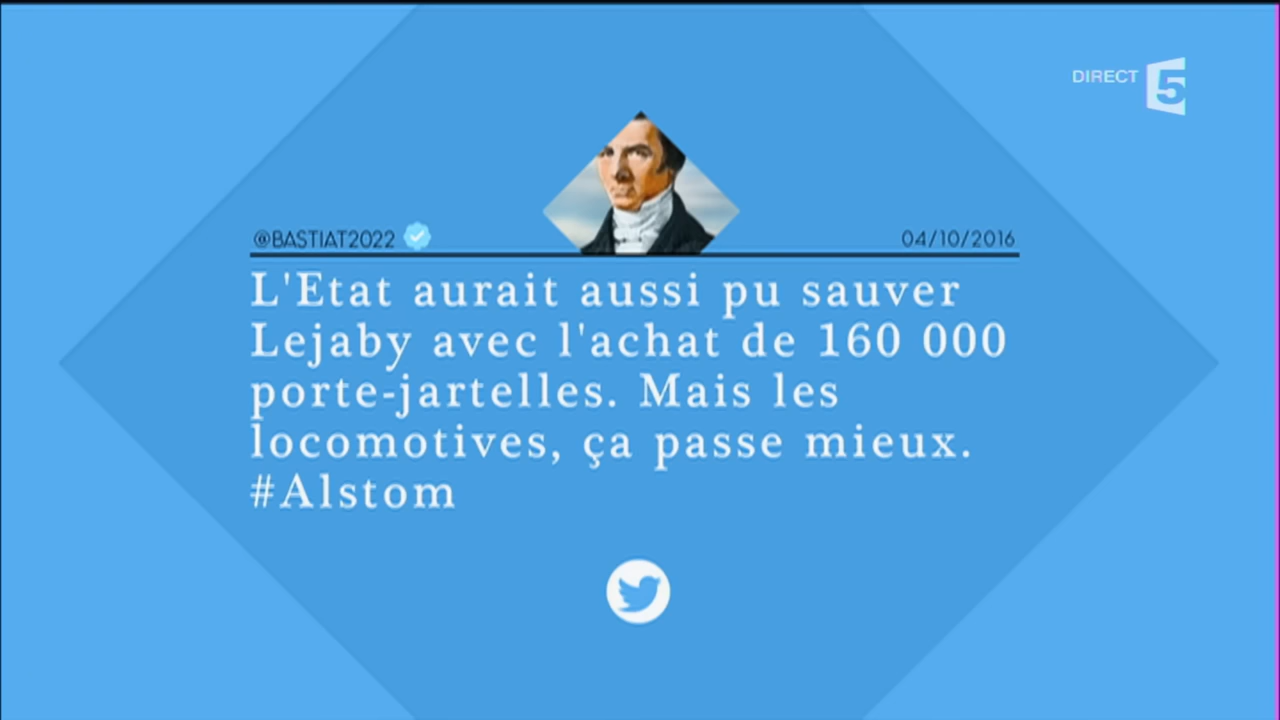 DIRECT 5
@BASTIAT2022
04/10/2016
L'Etat aurait aussi pu sauver
Lejaby avec l'achat de 160 000
porte-jartelles. Mais les
locomotives, ça passe mieux.
#Alstom